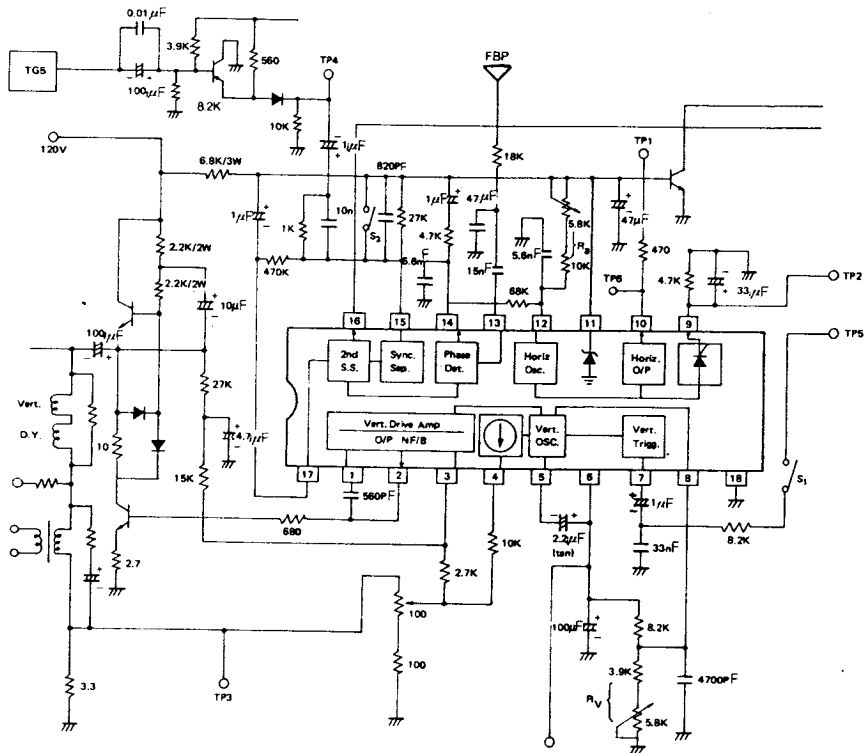 0.01µF
3.9K
560
TG5
TP4
100µF
8.2K
10K
FBP
120V
6.8K/3W
1µF
820PF
18K
TP1
1µF
10n
27K
1µF
47µF
5.8K
47µF
470
1K
S2
4.7K
5.6nF
Rs
10K
4.7K
33µF
TP2
2.2K/2W
470K
5.6nF
15nF
68K
TP6
2.2K/2W
10µF
TP5
16
15
14
13
12
11
10
9
100µF
2nd S.S.
Sync. Sep.
Phase Det.
Horiz Osc.
Horiz. O/P
27K
Vert.
D.Y.
4.7µF
Vert. Drive Amp
O/P NF/B
Vert. OSC.
Vert. Trigg.
10
S1
15K
17
1
2
3
4
5
6
7
8
18
560PF
1µF
680
10K
2.2µF
(tan)
8.2K
33nF
2.7
2.7K
100
100µF
8.2K
3.9K
4700PF
3.3
TP3
100
RV
5.8K